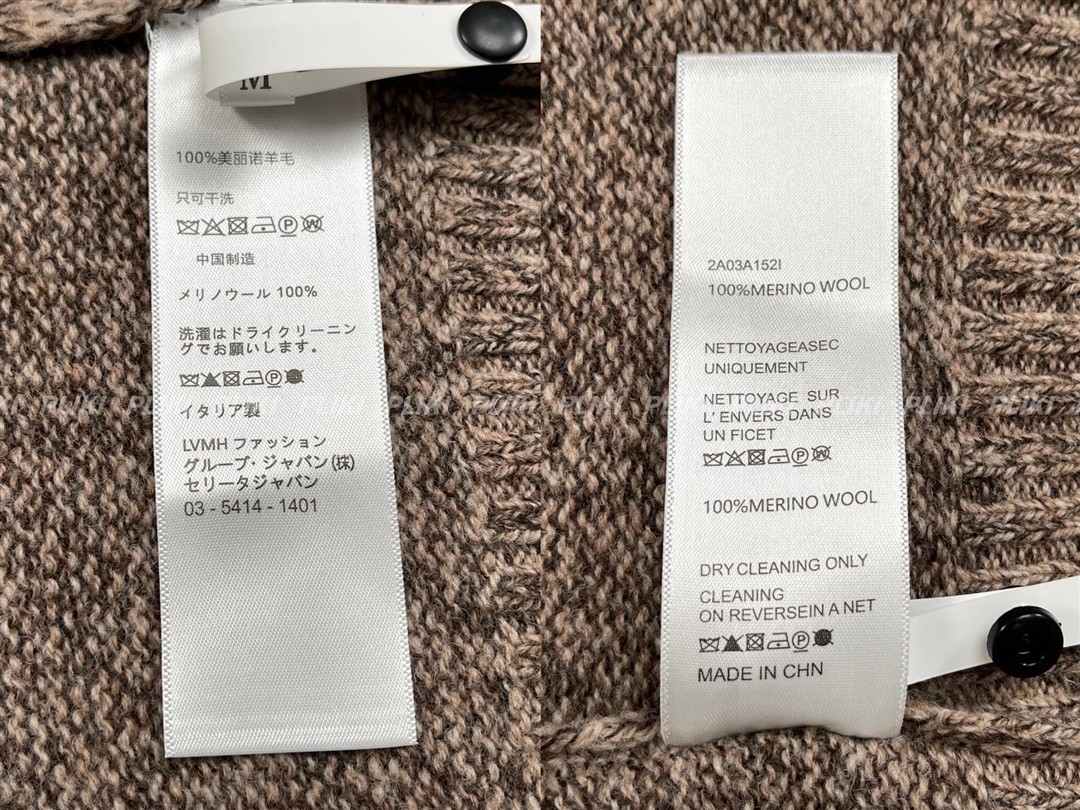 M
100%美丽诺羊毛
只可干洗
P W
中国制造
メリノウール 100%
洗濯はドライクリーニン
グでお願いします。
P
イタリア製
LVMH ファッション
グループ・ジャパン(株)
セリータジャパン
03 - 5414 - 1401
2A03A152I
100%MERINO WOOL
NETTOYAGEASEC
UNIQUEMENT
NETTOYAGE SUR
L' ENVERS DANS
UN FICET
P W
100%MERINO WOOL
DRY CLEANING ONLY
CLEANING
ON REVERSEIN A NET
P
MADE IN CHN